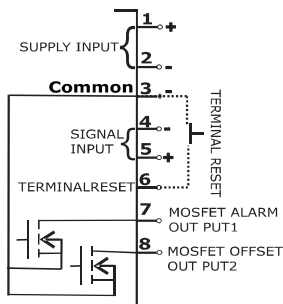 1 +
SUPPLY INPUT
2 -
Common 3 -
4 -
SIGNAL
INPUT
5 +
6
TERMINALRESET
TERMINAL RESET
7 MOSFET ALARM
OUT PUT1
8 MOSFET OFFSET
OUT PUT2